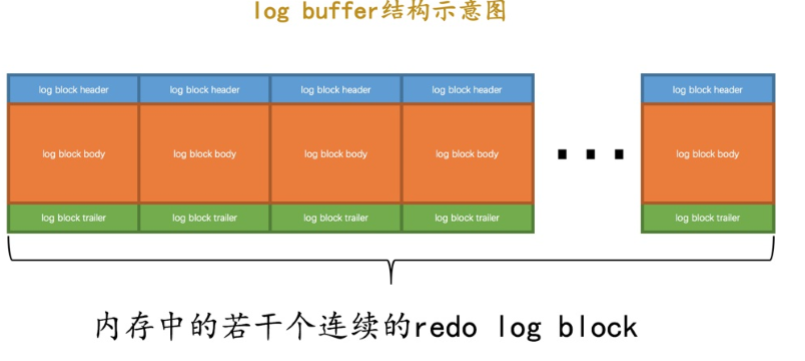 log buffer结构示意图
log block header log block header log block header log block header log block header
log block body log block body log block body log block body log block body
log block trailer log block trailer log block trailer log block trailer log block trailer
内存中的若干个连续的redo log block